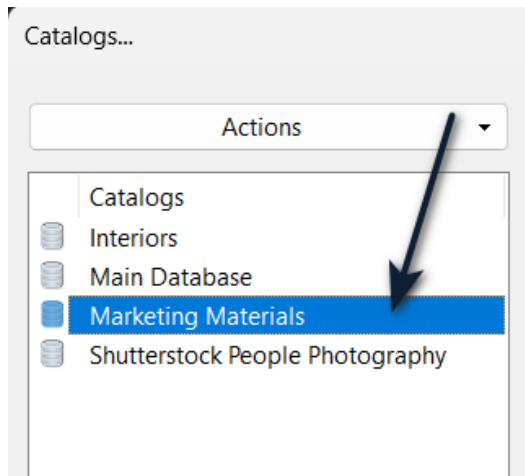 Catalogs...
Actions
Catalogs
Interiors
Main Database
Marketing Materials
Shutterstock People Photography